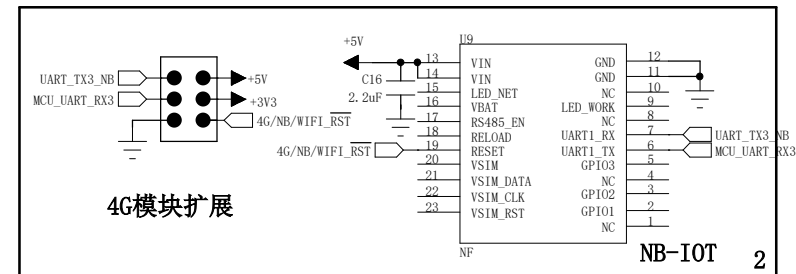 UART_TX3_NB
MCU_UART_RX3
+5V
+3V3
4G/NB/WIFI_RST
4G模块扩展
+5V
C16
2.2uF
4G/NB/WIFI_RST
U9
13 VIN
14 VIN
15 LED_NET
16 VBAT
17 RS485_EN
18 RELOAD
19 RESET
20 VSIM
21 VSIM_DATA
22 VSIM_CLK
23 VSIM_RST
GND 12
GND 11
NC 10
LED_WORK 9
NC 8
UART1_RX 7
UART1_TX 6
GPIO3 5
NC 4
GPIO2 3
GPIO1 2
NC 1
UART_TX3_NB
MCU_UART_RX3
NF
NB-IOT
2